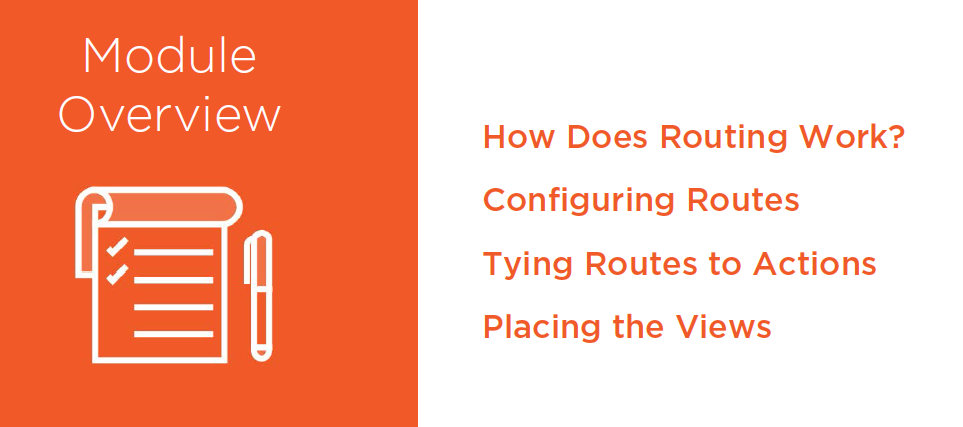 Module
Overview
How Does Routing Work?
Configuring Routes
Tying Routes to Actions
Placing the Views